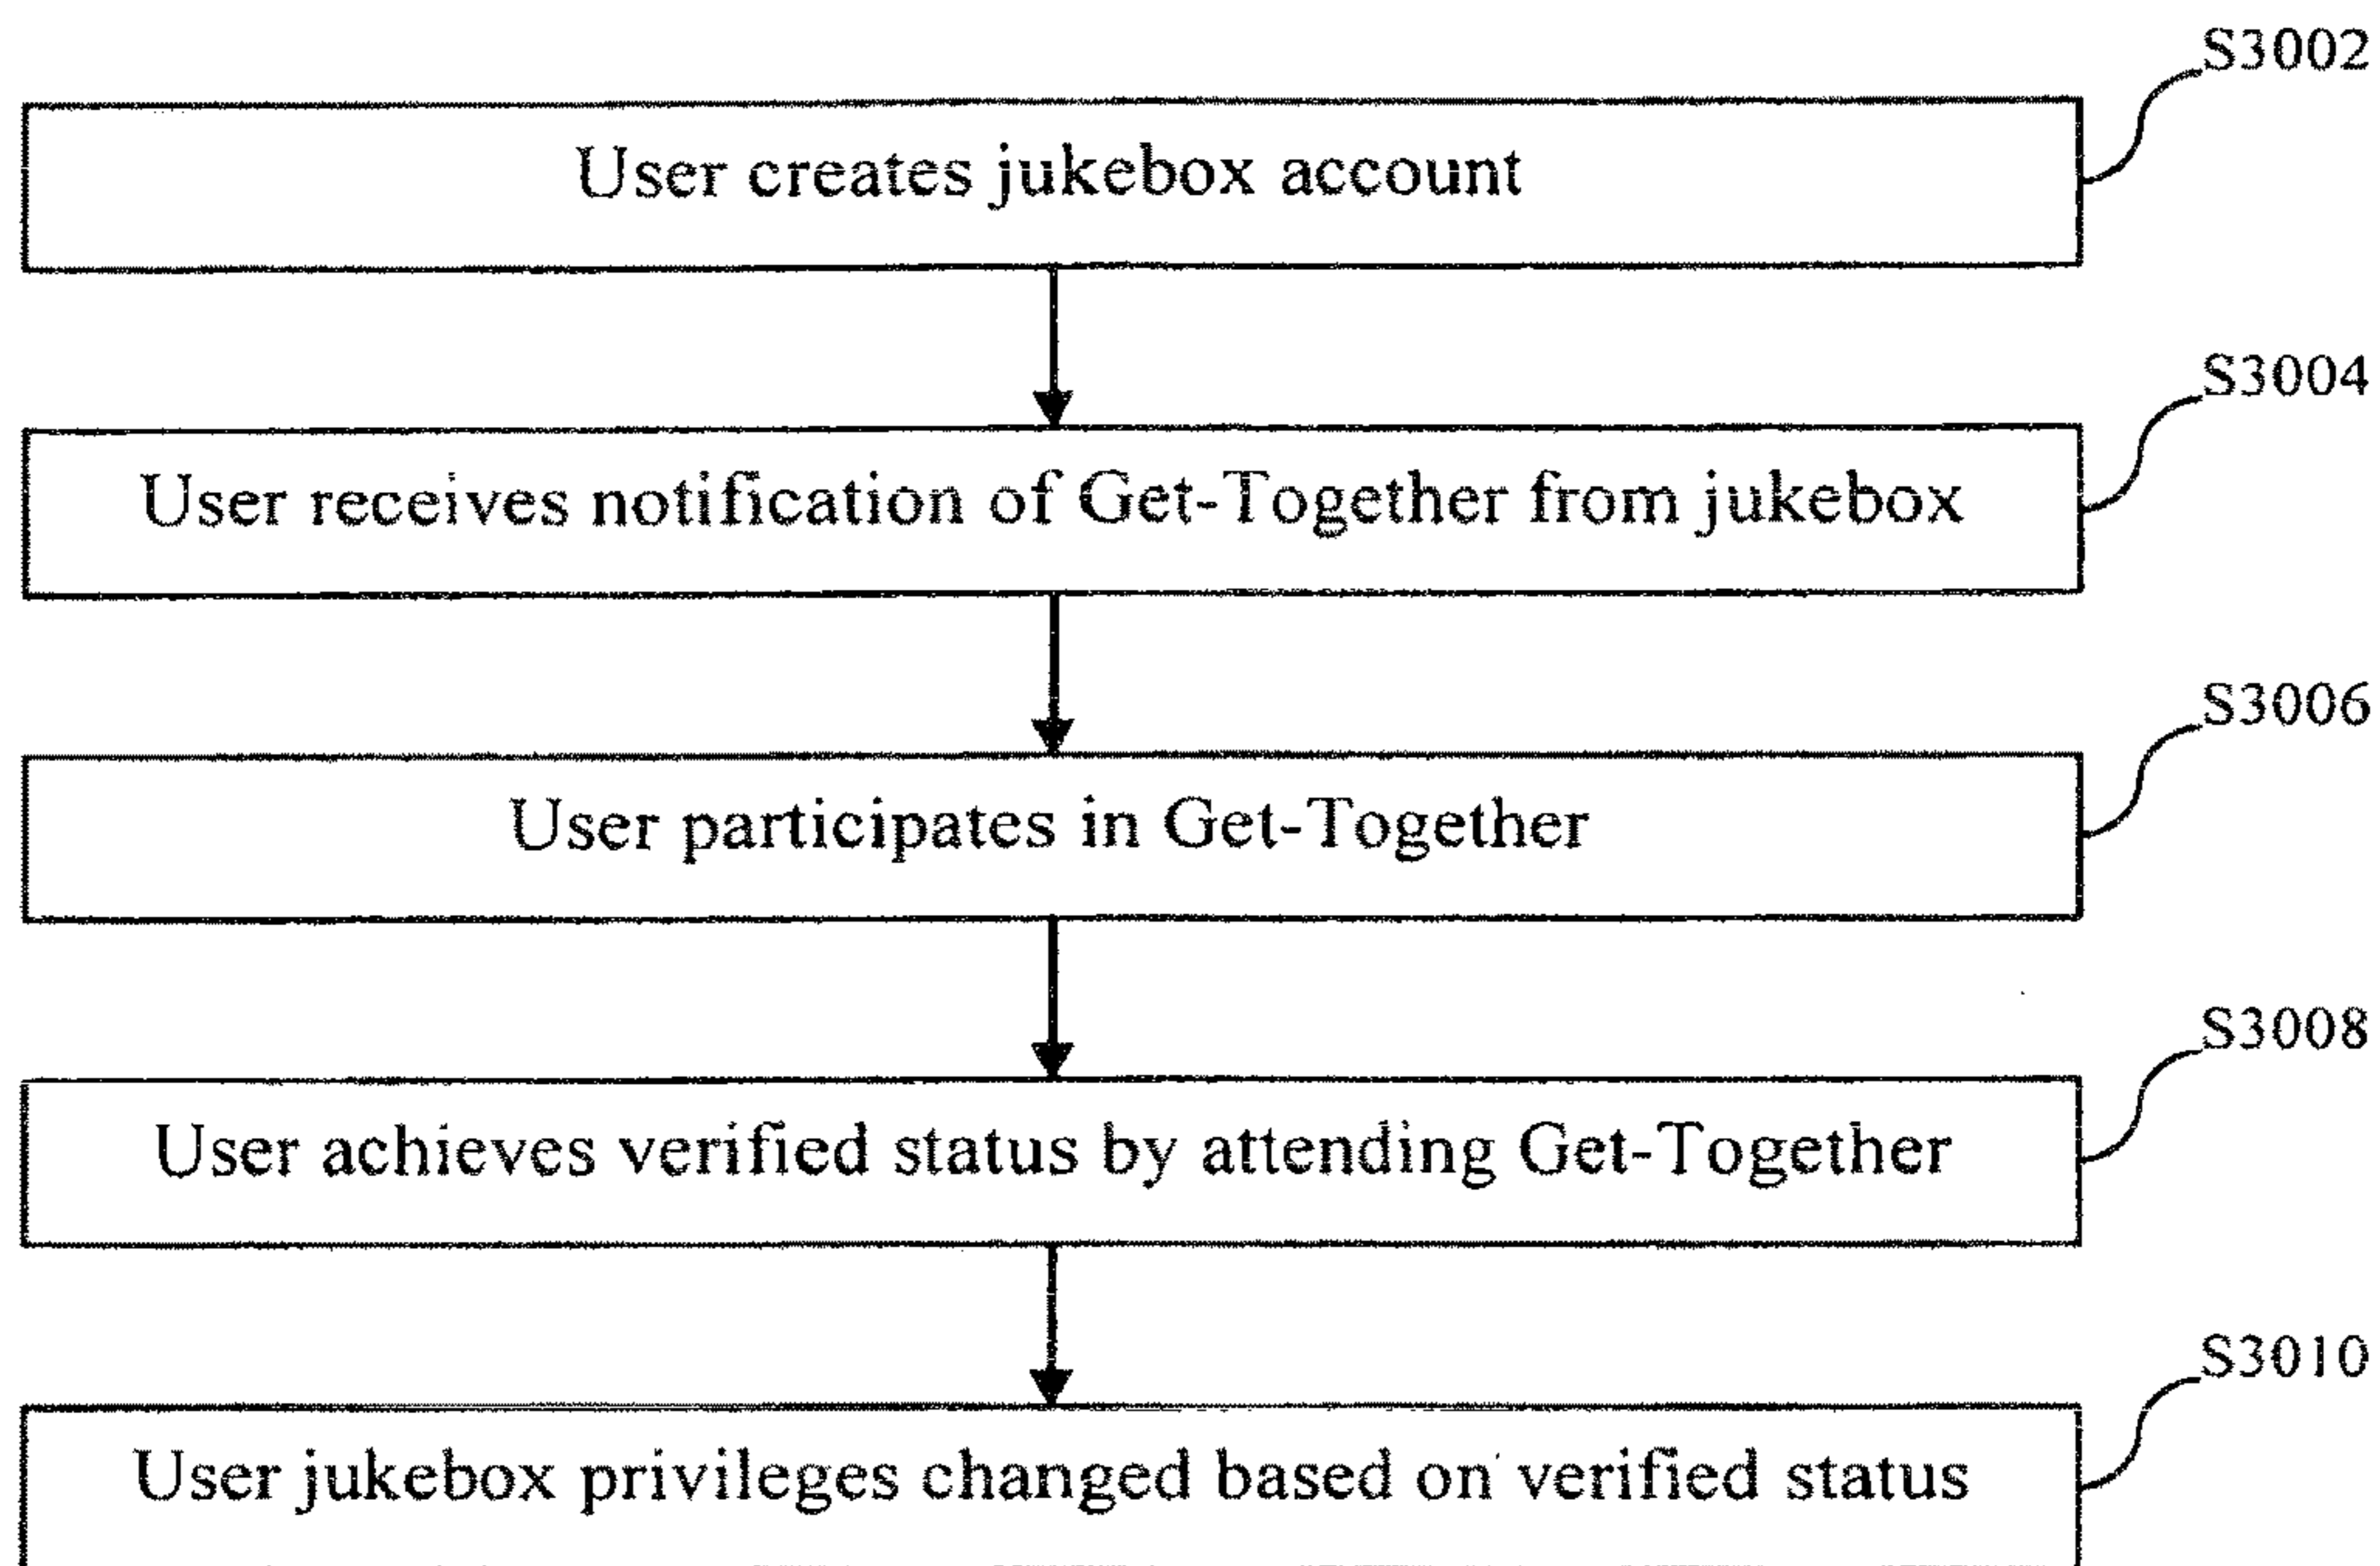 S3002
User creates jukebox account
S3004
User receives notification of Get-Together from jukebox
S3006
User participates in Get-Together
S3008
User achieves verified status by attending Get-Together
S3010
User jukebox privileges changed based on verified status